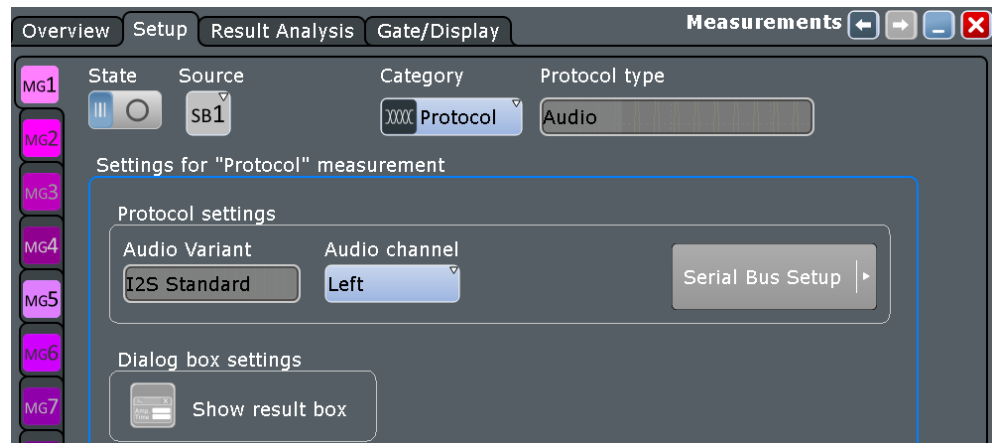 Overview Setup Result Analysis Gate/Display Measurements
MG1 State Source Category Protocol type
SB1 Protocol Audio
MG2
Settings for "Protocol" measurement
MG3
Protocol settings
MG4 Audio Variant Audio channel
I2S Standard Left Serial Bus Setup
MG5
MG6
Dialog box settings
MG7 Show result box